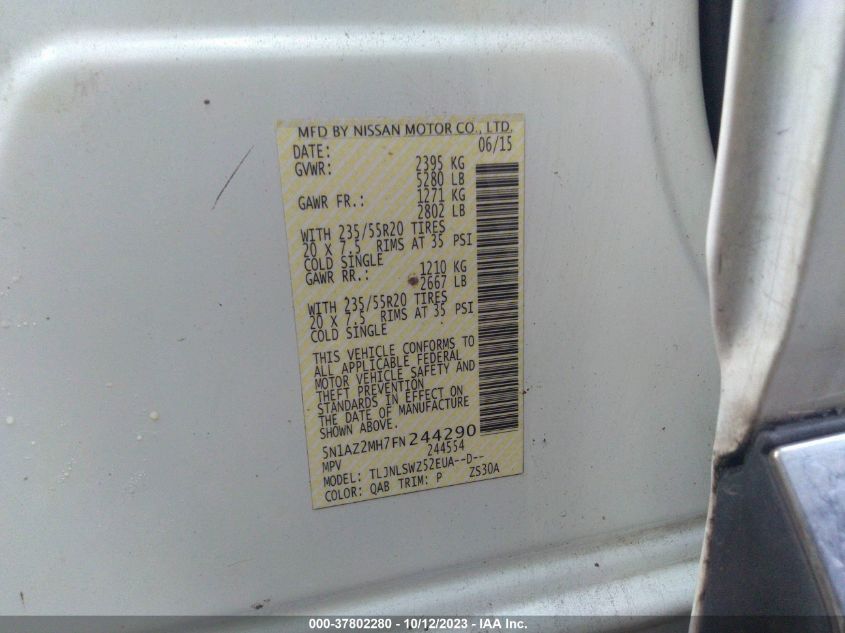 MFD BY NISSAN MOTOR CO., LTD.
DATE: 06/15
GVWR: 2395 KG
5280 LB
GAWR FR.: 1271 KG
2802 LB
WITH 235/55R20 TIRES
20 X 7.5 RIMS AT 35 PSI
COLD SINGLE
GAWR RR.: 1210 KG
2667 LB
WITH 235/55R20 TIRES
20 X 7.5 RIMS AT 35 PSI
COLD SINGLE
THIS VEHICLE CONFORMS TO
ALL APPLICABLE FEDERAL
MOTOR VEHICLE SAFETY AND
THEFT PREVENTION
STANDARDS IN EFFECT ON
THE DATE OF MANUFACTURE
SHOWN ABOVE.
5N1AZ2MH7FN244290
MPV 244554
MODEL: TLJNLSWZ52EUA--D--
COLOR: QAB TRIM: P ZS30A
000-37802280 - 10/12/2023 - IAA Inc.